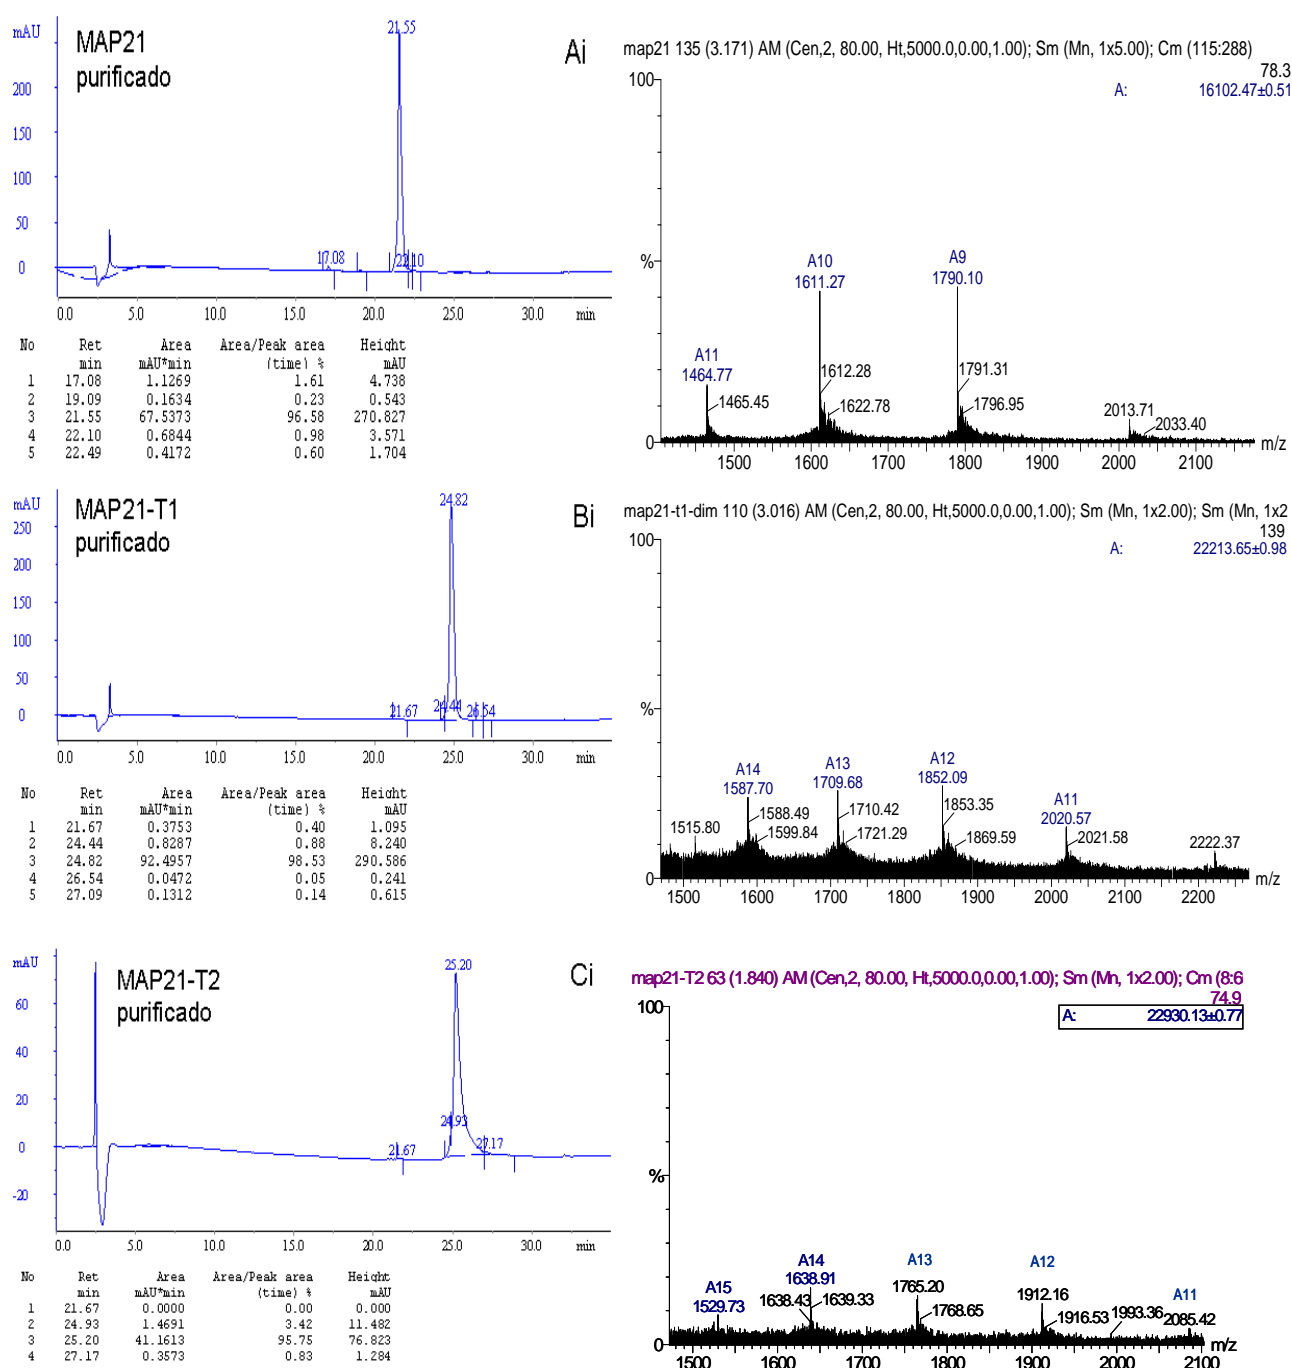 MAP21
purificado
mAU
200
150
100
50
0
21.55
17.08
22.10
0.0 5.0 10.0 15.0 20.0 25.0 min
No Ret Area Area/Peak area Height
min mAU*min (time) % mAU
1 17.08 1.1269 1.61 4.738
2 19.09 0.1634 0.23 0.543
3 21.55 67.5373 96.58 270.827
4 22.10 0.6844 0.98 3.571
5 22.49 0.4172 0.60 1.704
Ai
map21 135 (3.171) AM (Cen,2, 80.00, Ht,5000.0,0.00,1.00); Sm (Mn, 1x5.00); Cm (115:288)
78.3
A: 16102.47±0.51
100
%
0
A11
1464.77
1465.45
A10
1611.27
1612.28
1622.78
A9
1790.10
1791.31
1796.95
2013.71
2033.40
1500 1600 1700 1800 1900 2000 2100 m/z
MAP21-T1
purificado
mAU
250
200
150
100
50
0
24.82
21.67
24.44
26.54
0.0 5.0 10.0 15.0 20.0 25.0 30.0 min
No Ret Area Area/Peak area Height
min mAU*min (time) % mAU
1 21.67 0.3753 0.40 1.095
2 24.44 0.8287 0.88 8.240
3 24.82 92.4957 98.53 290.586
4 26.54 0.0472 0.05 0.241
5 27.09 0.1312 0.14 0.615
Bi
map21-t1-dim 110 (3.016) AM (Cen,2, 80.00, Ht,5000.0,0.00,1.00); Sm (Mn, 1x2.00); Sm (Mn, 1x2
139
A: 22213.65±0.98
100
%
0
1515.80
A14
1587.70
1588.49
1599.84
A13
1709.68
1710.42
1721.29
A12
1852.09
1853.35
1869.59
A11
2020.57
2021.58
2222.37
1500 1600 1700 1800 1900 2000 2100 2200 m/z
MAP21-T2
purificado
mAU
60
40
20
0
-20
25.20
21.67
24.93
27.17
0.0 5.0 10.0 15.0 20.0 25.0 30.0 min
No Ret Area Area/Peak area Height
min mAU*min (time) % mAU
1 21.67 0.0000 0.00 0.000
2 24.93 1.4691 3.42 11.482
3 25.20 41.1613 95.75 76.823
4 27.17 0.3573 0.83 1.284
Ci
map21-T2 63 (1.840) AM (Cen,2, 80.00, Ht,5000.0,0.00,1.00); Sm (Mn, 1x2.00); Cm (8:6
74.9
A: 22930.13±0.77
100
%
0
A15
1529.73
A14
1638.91
1638.43
1639.33
A13
1765.20
1768.65
A12
1912.16
1916.53
1993.36
A11
2085.42
1500 1600 1700 1800 1900 2000 2100 m/z